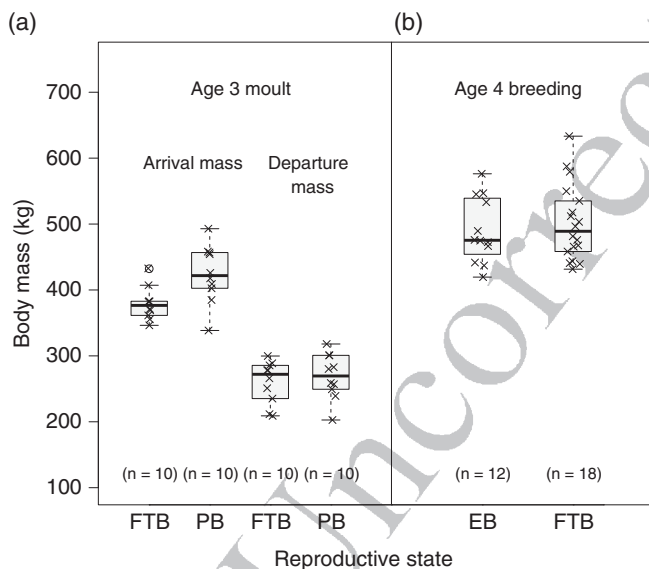 (a)
(b)
Age 3 moult
Age 4 breeding
Arrival mass
Departure
mass
Body mass (kg)
700
600
500
400
300
200
100
(n = 10) (n = 10) (n = 10) (n = 10)
(n = 12) (n = 18)
FTB PB FTB PB
EB FTB
Reproductive state
Uncorrec